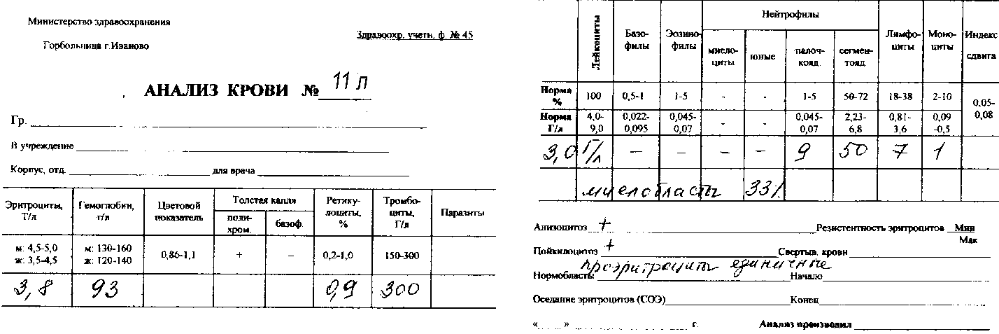 Министерство здравоохранения
Здравоохр. учетн. ф. № 45
Горбольница г.Иваново
АНАЛИЗ КРОВИ № 11 л
Гр.
В учреждение
Корпус, отд. для врача
Эритроциты, Т/л Гемоглобин, г/л Цветовой показатель Толстая капля Ретику-лоциты, % Тромбо-циты, Г/л Паразиты
поли-хром. базоф.
м: 4,5-5,0 м: 130-160 0,86-1,1 + – 0,2-1,0 150-300
ж: 3,5-4,5 ж: 120-140
3,8 93 0,9 300
Лейкоциты Базо-филы Эозино-филы Нейтрофилы Лимфо-циты Моно-циты Индекс сдвига
миело-циты юные палоч-кояд. сегмен-тояд.
Норма % 100 0,5-1 1-5 - - 1-5 50-72 18-38 2-10 0,05-0,08
Норма Г/л 4,0-9,0 0,022-0,095 0,045-0,07 - - 0,045-0,07 2,23-6,8 0,81-3,6 0,09-0,5
3,0 Г/л – – – – 9 50 7 1
миелобласты 33%
Анизоцитоз + Резистентность эритроцитов Мин
Мак
Пойкилоцитоз + Свертыв. крови
проэритроциты единичные
Нормобласты Начало
Оседание эритроцитов (СОЭ) Конец
« » г. Анализ производил